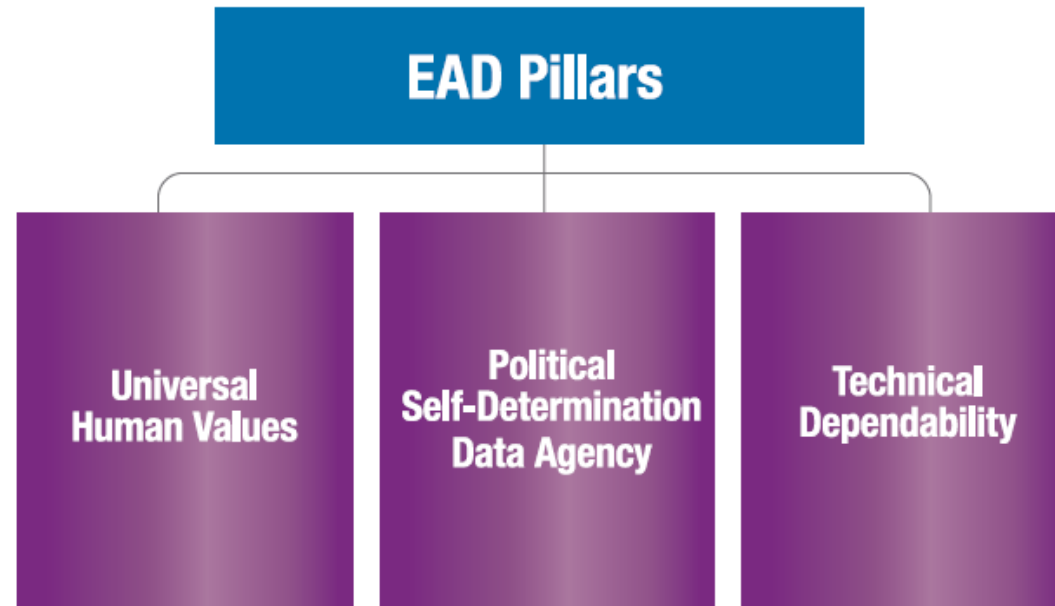 EAD Pillars
Universal
Human Values
Political
Self-Determination
Data Agency
Technical
Dependability